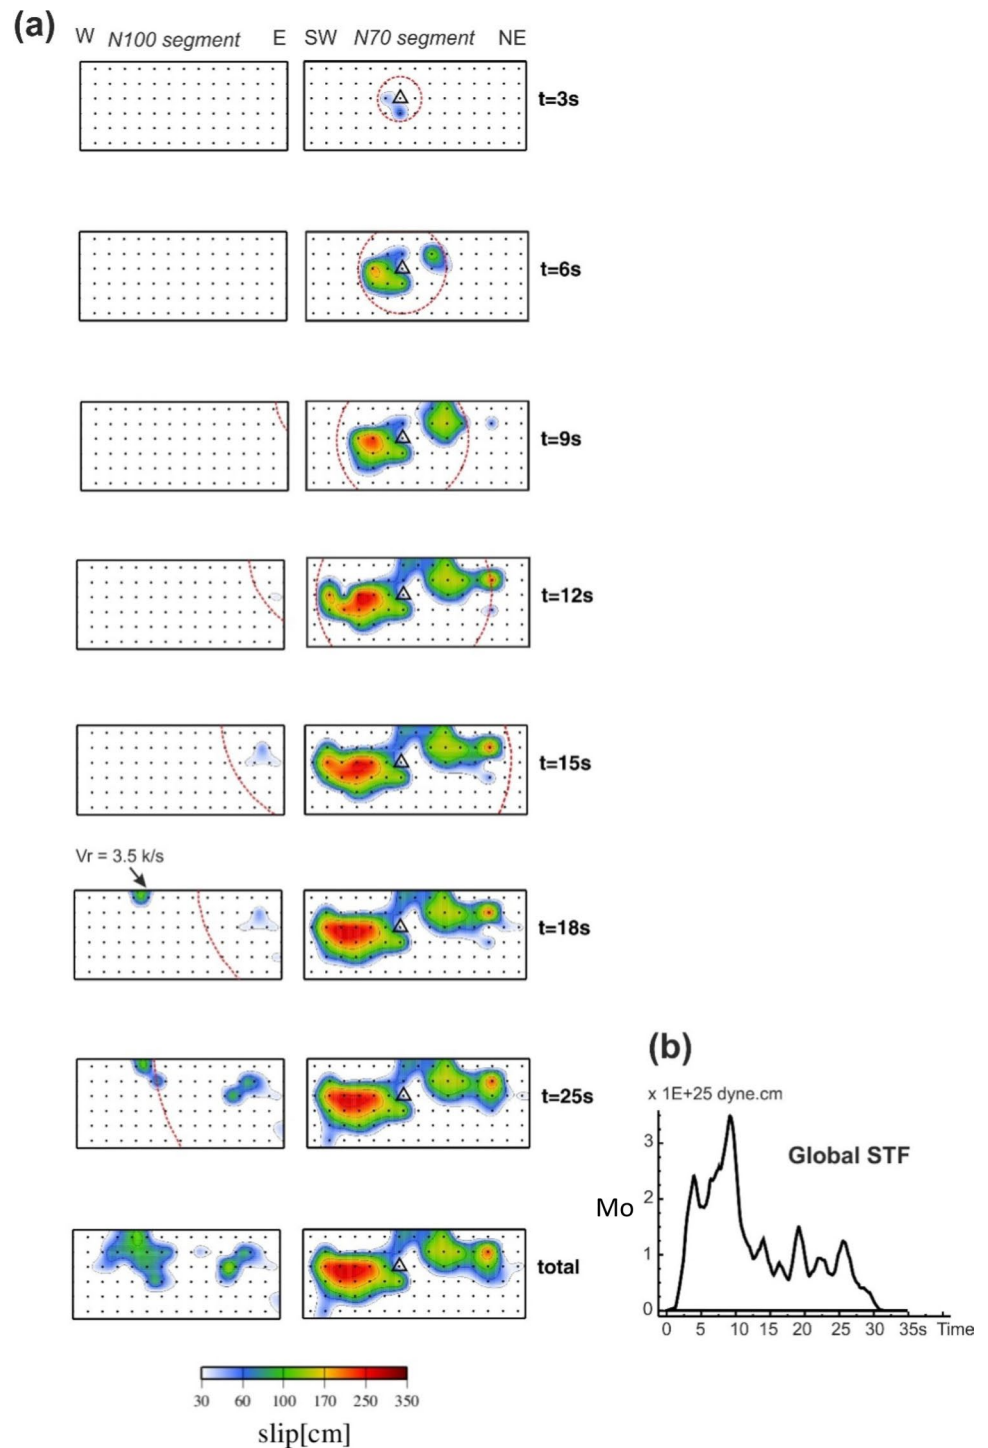 (a) W N100 segment E SW N70 segment NE
t=3s
t=6s
t=9s
t=12s
t=15s
Vr = 3.5 k/s
t=18s
t=25s
total
30 60 100 170 250 350
slip[cm]
(b)
x 1E+25 dyne.cm
Global STF
3
2
Mo
1
0
0 5 10 15 20 25 30 35s Time